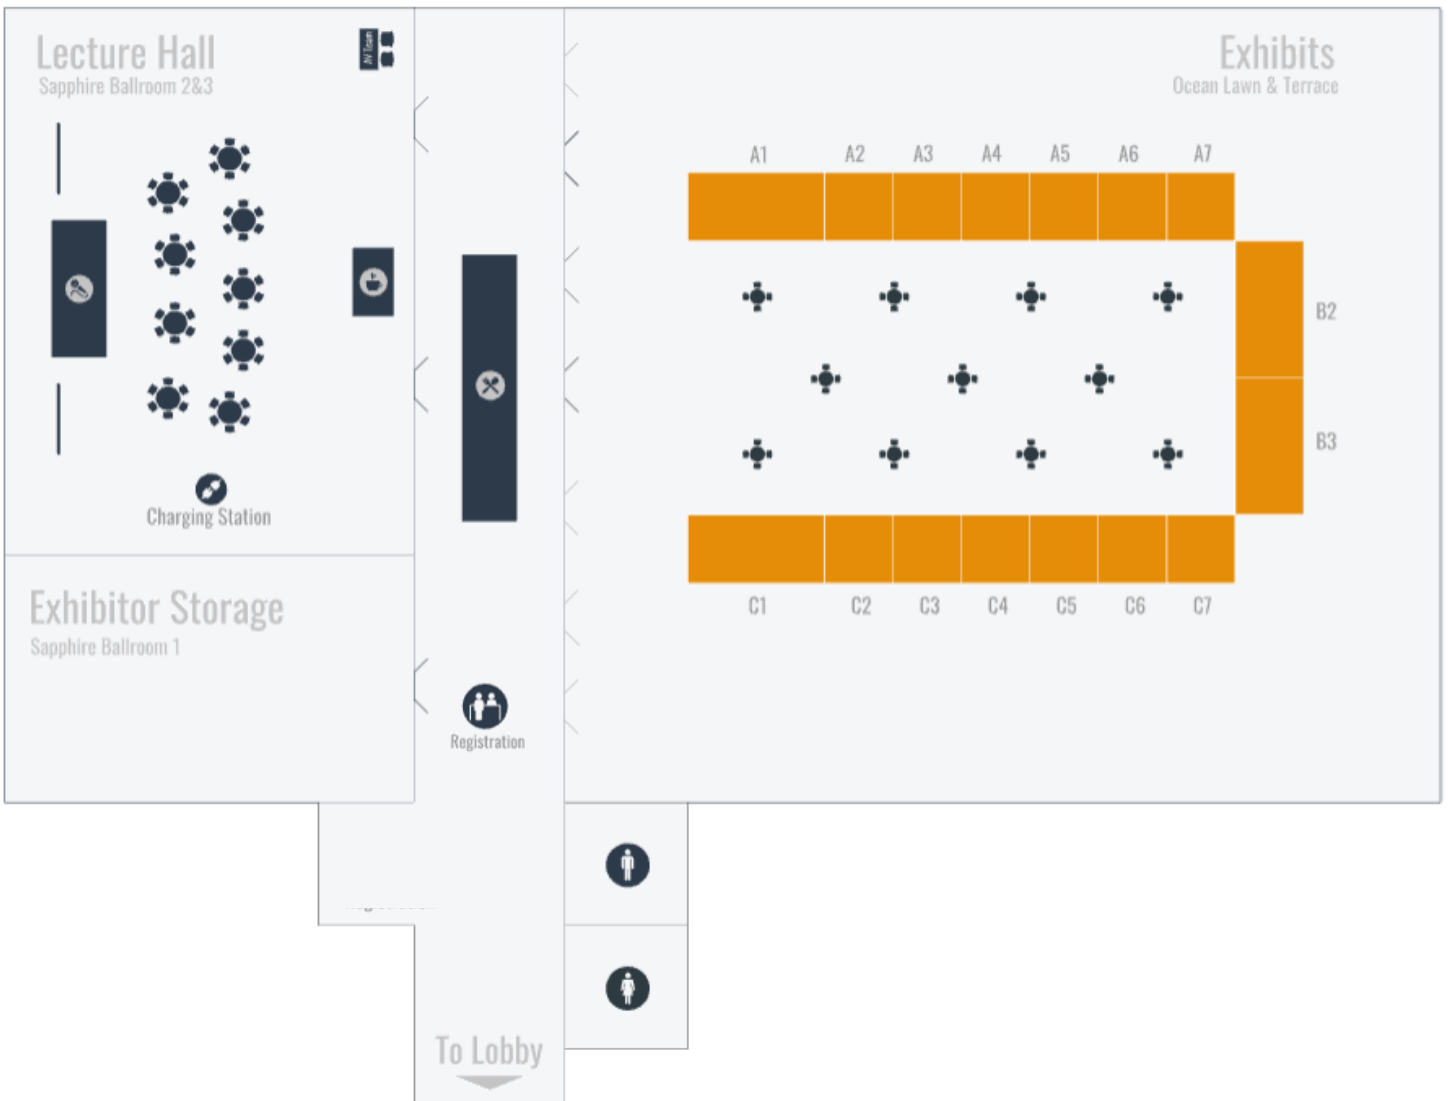 Lecture Hall
Sapphire Ballroom 2&3
AV Team
Exhibits
Ocean Lawn & Terrace
A1 A2 A3 A4 A5 A6 A7
B2
B3
Charging Station
C1 C2 C3 C4 C5 C6 C7
Exhibitor Storage
Sapphire Ballroom 1
Registration
To Lobby